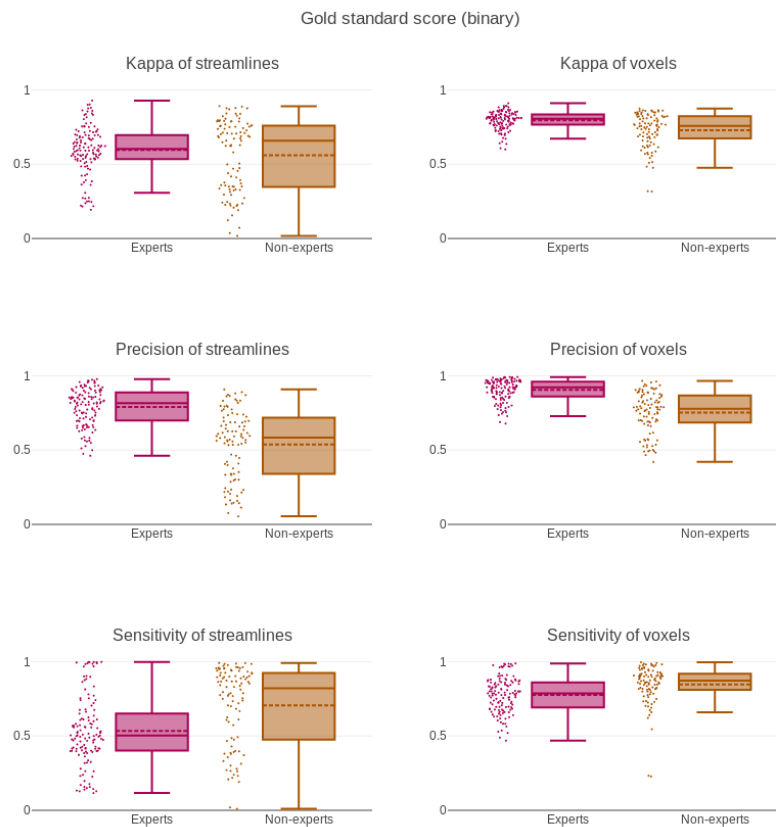 Gold standard score (binary)
Kappa of streamlines
Kappa of voxels
1
0.5
0
Experts
Non-experts
1
0.5
0
Experts
Non-experts
Precision of streamlines
Precision of voxels
1
0.5
0
Experts
Non-experts
1
0.5
0
Experts
Non-experts
Sensitivity of streamlines
Sensitivity of voxels
1
0.5
0
Experts
Non-experts
1
0.5
0
Experts
Non-experts